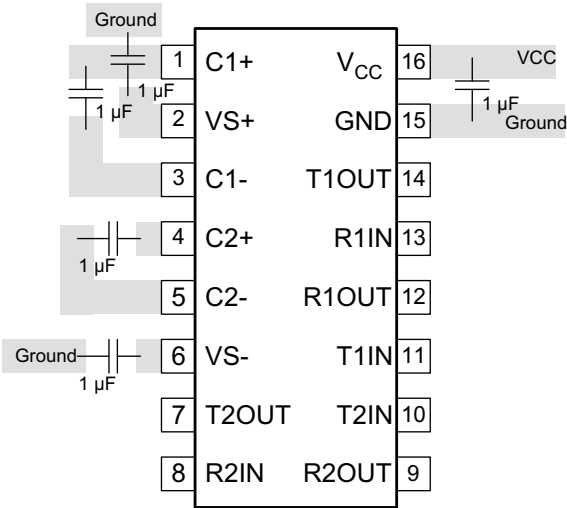 Ground
1 C1+ VCC 16 VCC
1 µF
1 µF
1 µF
2 VS+ GND 15 Ground
3 C1- T1OUT 14
4 C2+ R1IN 13
1 µF
5 C2- R1OUT 12
Ground 6 VS- T1IN 11
1 µF
7 T2OUT T2IN 10
8 R2IN R2OUT 9